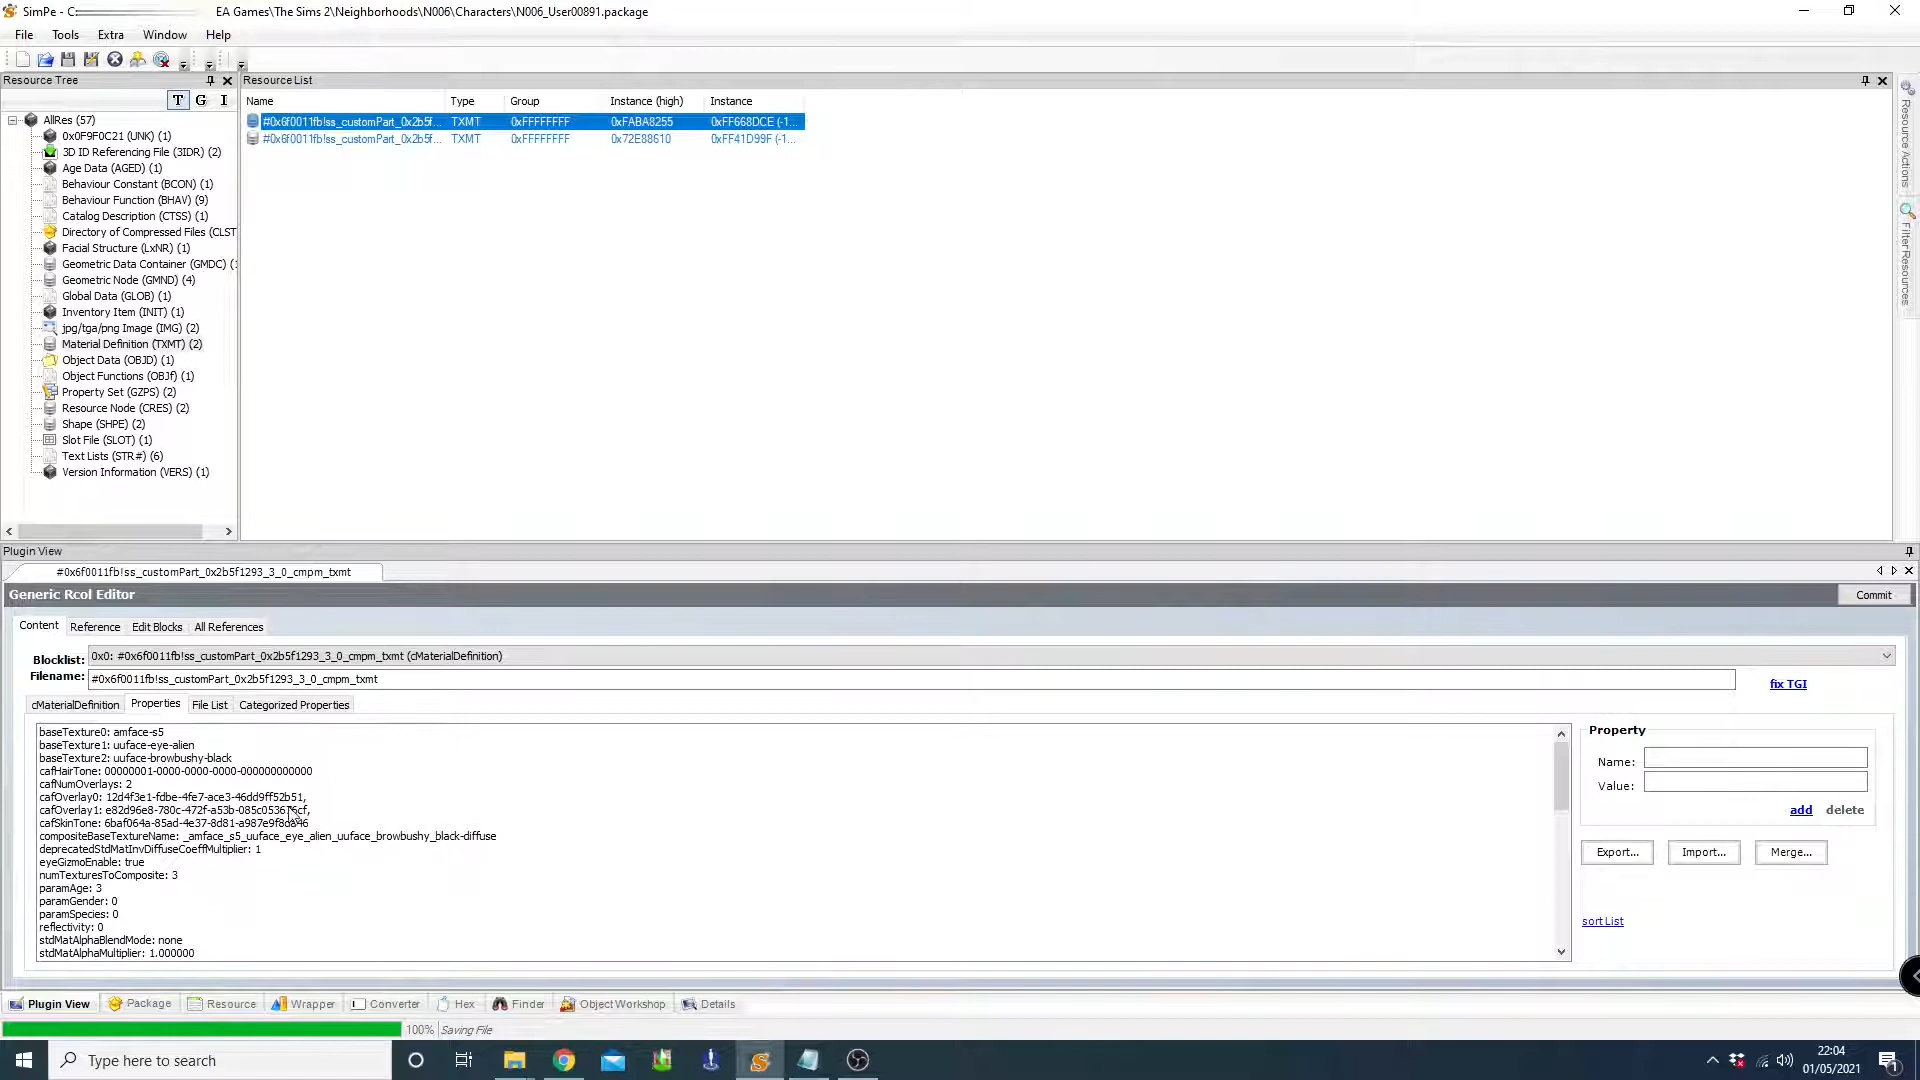 SimPe - C: EA Games\The Sims 2\Neighborhoods\N006\Characters\N006_User00891.package
File Tools Extra Window Help
Resource Tree
T G I
AllRes (57)
0x0F9F0C21 (UNK) (1)
3D ID Referencing File (3IDR) (2)
Age Data (AGED) (1)
Behaviour Constant (BCON) (1)
Behaviour Function (BHAV) (9)
Catalog Description (CTSS) (1)
Directory of Compressed Files (CLST
Facial Structure (LxNR) (1)
Geometric Data Container (GMDC) (
Geometric Node (GMND) (4)
Global Data (GLOB) (1)
Inventory Item (INIT) (1)
jpg/tga/png Image (IMG) (2)
Material Definition (TXMT) (2)
Object Data (OBJD) (1)
Object Functions (OBJf) (1)
Property Set (GZPS) (2)
Resource Node (CRES) (2)
Shape (SHPE) (2)
Slot File (SLOT) (1)
Text Lists (STR#) (6)
Version Information (VERS) (1)
Resource List
Name Type Group Instance (high) Instance
#0x6f0011fb!ss_customPart_0x2b5f... TXMT 0xFFFFFFFF 0xFABA8255 0xFF668DCE (-1...
#0x6f0011fb!ss_customPart_0x2b5f... TXMT 0xFFFFFFFF 0x72E88610 0xFF41D99F (-1...
Resource Actions
Filter Resources
Plugin View
#0x6f0011fb!ss_customPart_0x2b5f1293_3_0_cmpm_txmt
Generic Rcol Editor Commit
Content Reference Edit Blocks All References
Blocklist: 0x0: #0x6f0011fb!ss_customPart_0x2b5f1293_3_0_cmpm_txmt (cMaterialDefinition)
Filename: #0x6f0011fb!ss_customPart_0x2b5f1293_3_0_cmpm_txmt fix TGI
cMaterialDefinition Properties File List Categorized Properties
baseTexture0: amface-s5
baseTexture1: uuface-eye-alien
baseTexture2: uuface-browbushy-black
cafHairTone: 00000001-0000-0000-0000-000000000000
cafNumOverlays: 2
cafOverlay0: 12d4f3e1-fdbe-4fe7-ace3-46dd9ff52b51,
cafOverlay1:
cafSkinTone:
compositeBaseTextureName: _amface_s5_uuface_eye_alien_uuface_browbushy_black-diffuse
deprecatedStdMatInvDiffuseCoeffMultiplier: 1
eyeGizmoEnable: true
numTexturesToComposite: 3
paramAge: 3
paramGender: 0
paramSpecies: 0
reflectivity: 0
stdMatAlphaBlendMode: none
stdMatAlphaMultiplier: 1.000000
Property
Name:
Value:
add delete
Export... Import... Merge...
sort List
Plugin View Package Resource Wrapper Converter Hex Finder Object Workshop Details
100% Saving File
Type here to search
22:04
01/05/2021
1